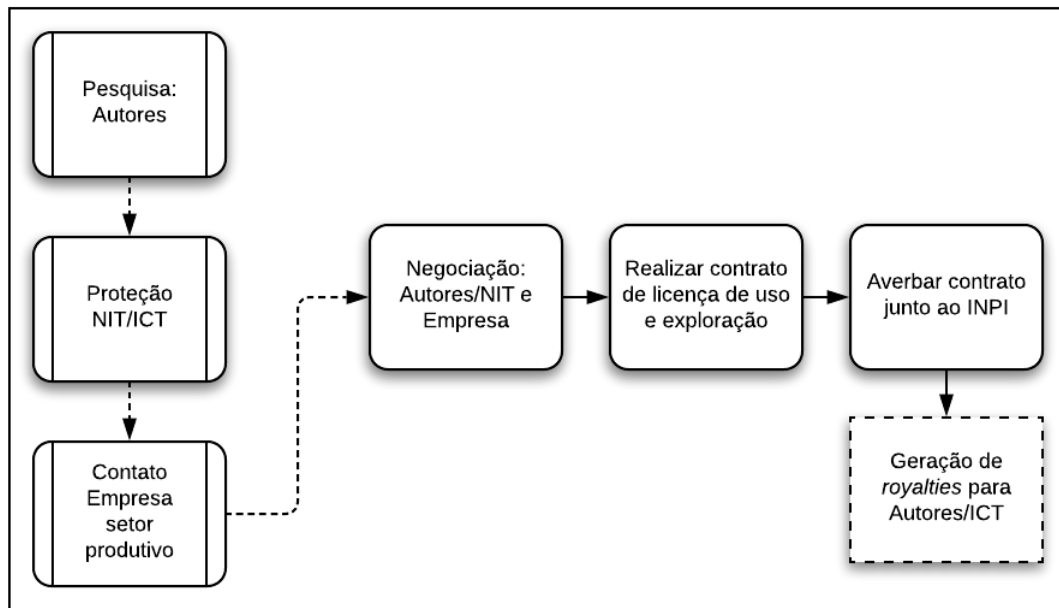 Pesquisa:
Autores
Proteção
NIT/ICT
Contato
Empresa
setor
produtivo
Negociação:
Autores/NIT e
Empresa
Realizar contrato
de licença de uso
e exploração
Averbar contrato
junto ao INPI
Geração de
royalties para
Autores/ICT